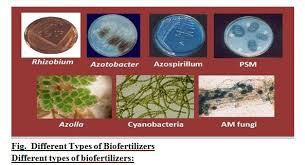 Rhizobium Azotobacter Azospirillum PSM
Azolla Cyanobacteria AM fungi
Fig. Different Types of Biofertilizers
Different types of biofertilizers: